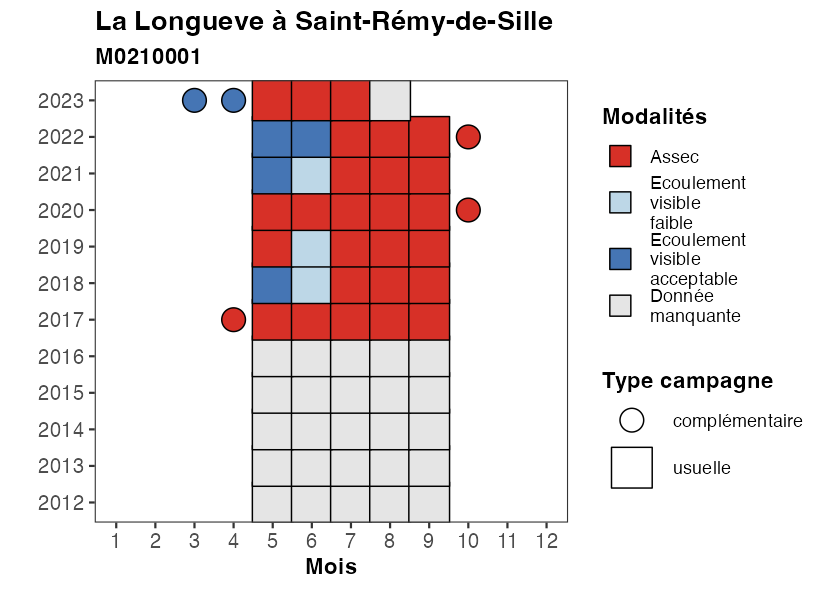 La Longueve à Saint-Rémy-de-Sille
M0210001
2023
2022
2021
2020
2019
2018
2017
2016
2015
2014
2013
2012
1 2 3 4 5 6 7 8 9 10 11 12
Mois
Modalités
Assec
Ecoulement
visible
faible
Ecoulement
visible
acceptable
Donnée
manquante
Type campagne
complémentaire
usuelle